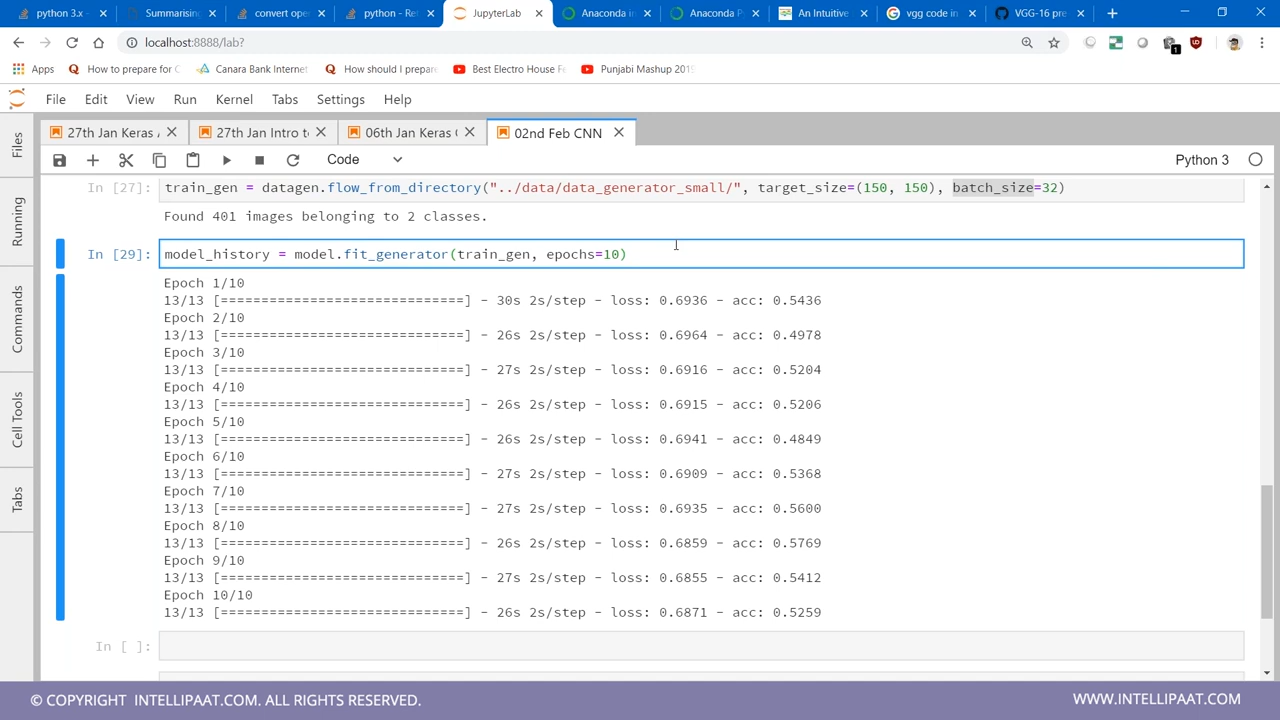 python 3.x -
Summarising
convert open
python - Ret
JupyterLab
Anaconda in
Anaconda Py
An Intuitive
vgg code in
VGG-16 pre
localhost:8888/lab?
Apps
How to prepare for C
Canara Bank Internet
How should I prepare
Best Electro House Fe
Punjabi Mashup 2019
File Edit View Run Kernel Tabs Settings Help
27th Jan Keras
27th Jan Intro to
06th Jan Keras
02nd Feb CNN
Code
Python 3
Files
Running
Commands
Cell Tools
Tabs
In [27]: train_gen = datagen.flow_from_directory("../data/data_generator_small/", target_size=(150, 150), batch_size=32)
Found 401 images belonging to 2 classes.
In [29]: model_history = model.fit_generator(train_gen, epochs=10)
Epoch 1/10
13/13 [==============================] - 30s 2s/step - loss: 0.6936 - acc: 0.5436
Epoch 2/10
13/13 [==============================] - 26s 2s/step - loss: 0.6964 - acc: 0.4978
Epoch 3/10
13/13 [==============================] - 27s 2s/step - loss: 0.6916 - acc: 0.5204
Epoch 4/10
13/13 [==============================] - 26s 2s/step - loss: 0.6915 - acc: 0.5206
Epoch 5/10
13/13 [==============================] - 26s 2s/step - loss: 0.6941 - acc: 0.4849
Epoch 6/10
13/13 [==============================] - 27s 2s/step - loss: 0.6909 - acc: 0.5368
Epoch 7/10
13/13 [==============================] - 27s 2s/step - loss: 0.6935 - acc: 0.5600
Epoch 8/10
13/13 [==============================] - 26s 2s/step - loss: 0.6859 - acc: 0.5769
Epoch 9/10
13/13 [==============================] - 27s 2s/step - loss: 0.6855 - acc: 0.5412
Epoch 10/10
13/13 [==============================] - 26s 2s/step - loss: 0.6871 - acc: 0.5259
In [ ]:
© COPYRIGHT INTELLIPAAT.COM. ALL RIGHTS RESERVED.
WWW.INTELLIPAAT.COM